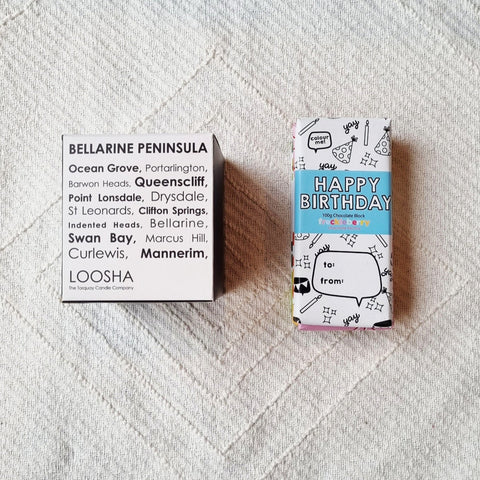 BELLARINE PENINSULA
Ocean Grove, Portarlington,
Barwon Heads, Queenscliff,
Point Lonsdale, Drysdale,
St Leonards, Clifton Springs,
Indented Heads, Bellarine,
Swan Bay, Marcus Hill,
Curlewis, Mannerim,
LOOSHA
The Torquay Candle Company
yay
colour me!
yay
HAPPY
BIRTHDAY
100g Chocolate Block
to:
from:
yay
yay